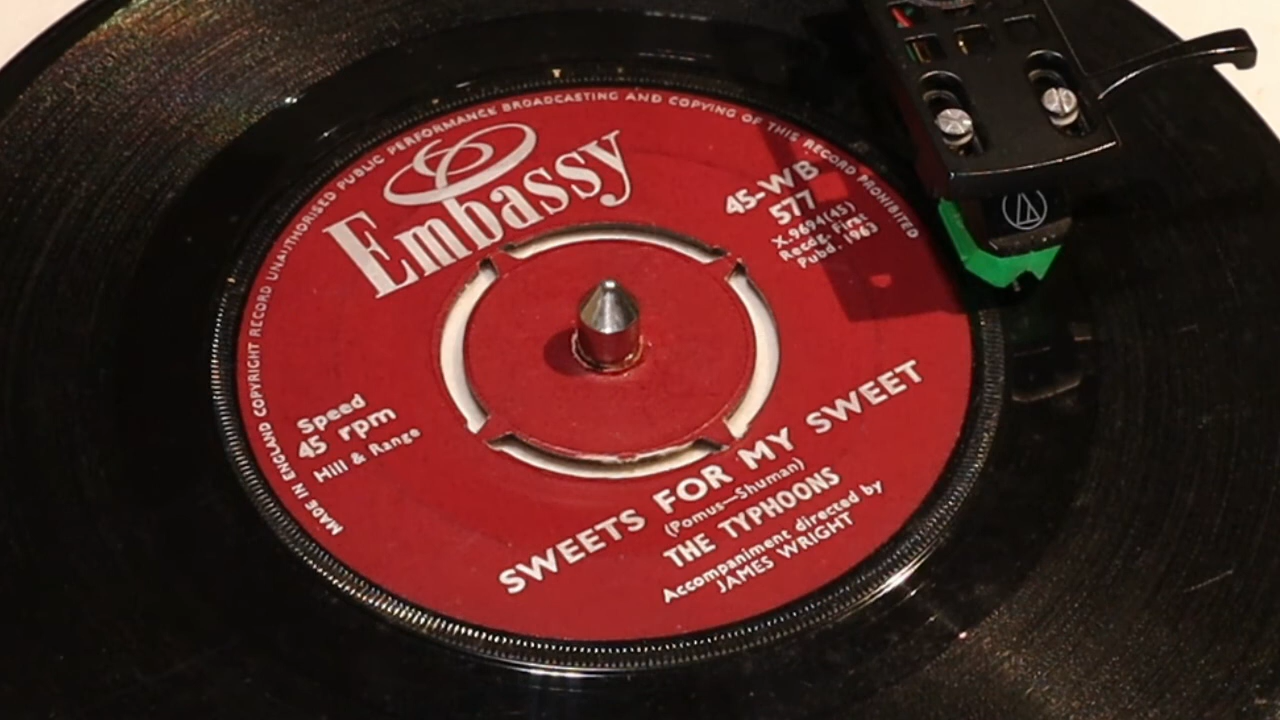 MADE IN ENGLAND COPYRIGHT RECORD UNAUTHORISED PUBLIC PERFORMANCE BROADCASTING AND COPYING OF THIS RECORD PROHIBITED
Embassy
45-WB
577
X.9694(45)
Recdg. First
Pubd. 1963
Speed
45 rpm
Hill & Range
SWEETS FOR MY SWEET
(Pomus—Shuman)
THE TYPHOONS
Accompaniment directed by
JAMES WRIGHT